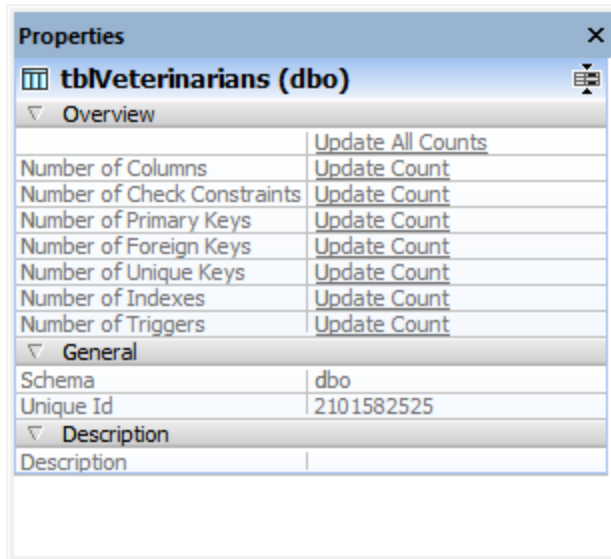 Properties
tblVeterinarians (dbo)
Overview
Update All Counts
Number of Columns Update Count
Number of Check Constraints Update Count
Number of Primary Keys Update Count
Number of Foreign Keys Update Count
Number of Unique Keys Update Count
Number of Indexes Update Count
Number of Triggers Update Count
General
Schema dbo
Unique Id 2101582525
Description
Description